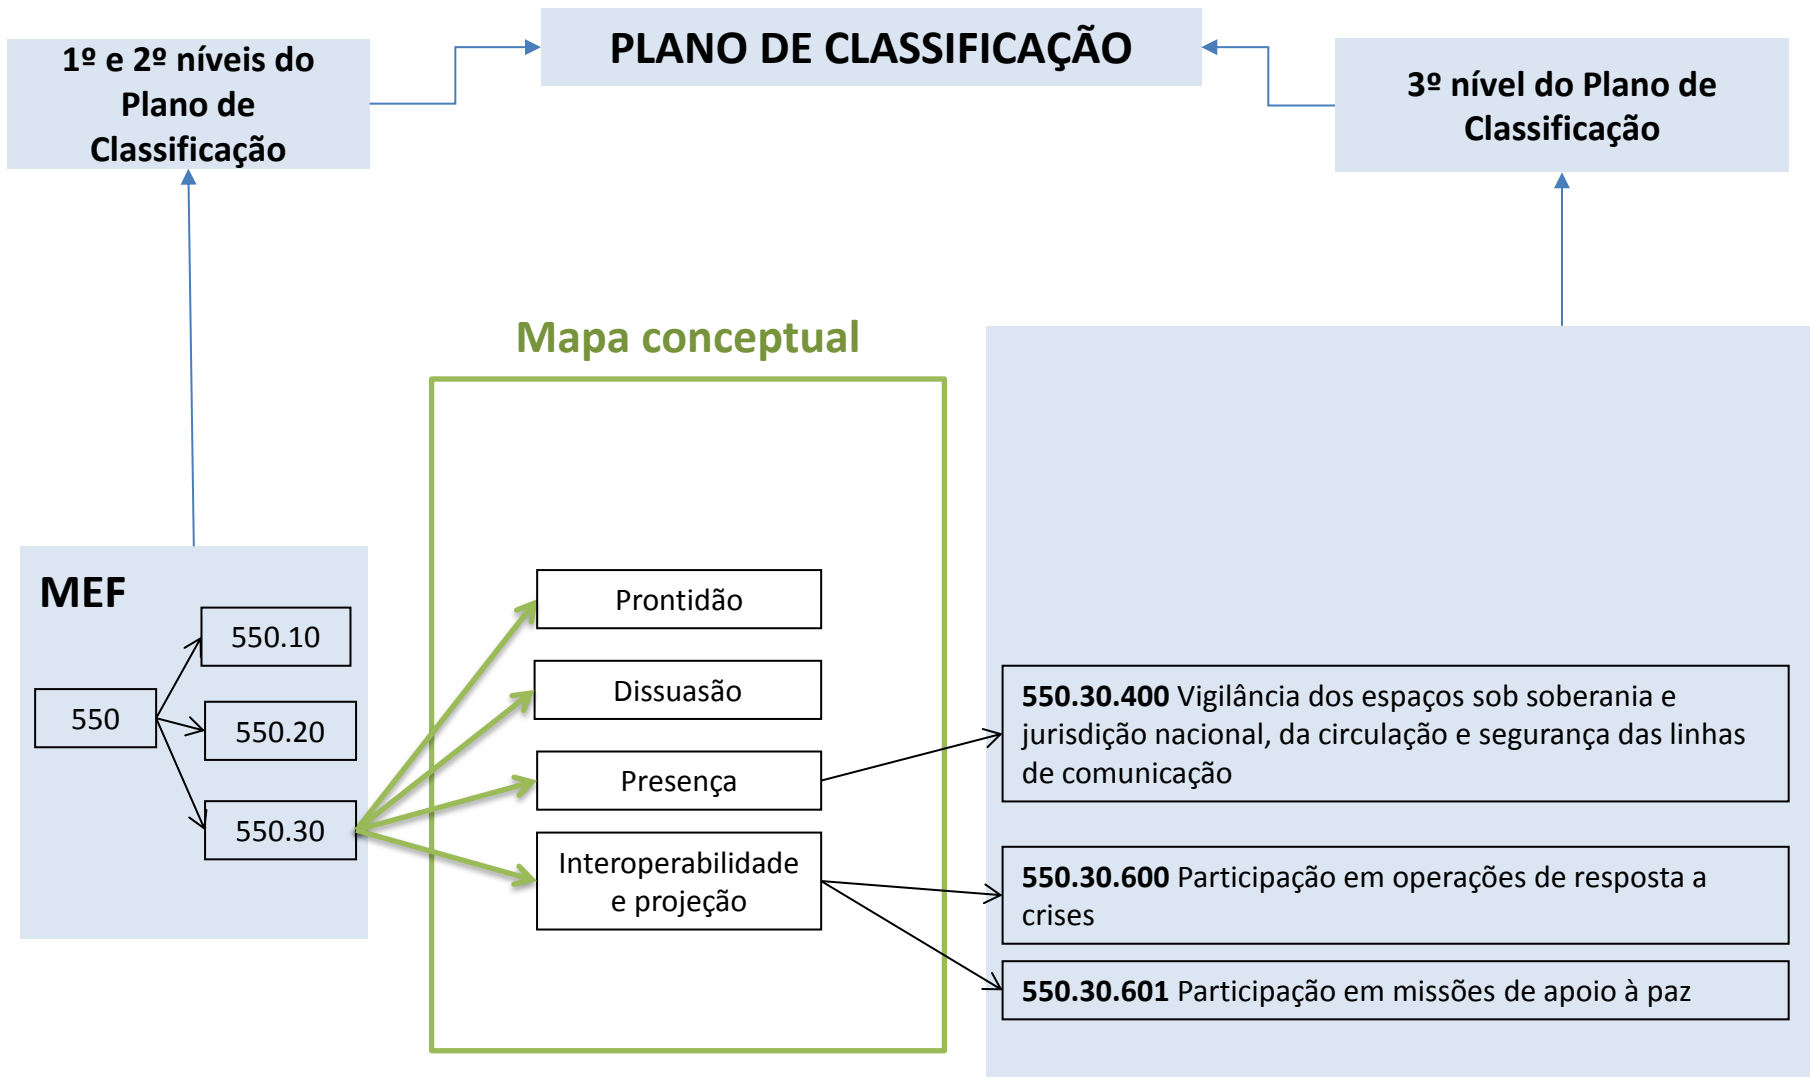 PLANO DE CLASSIFICAÇÃO
1º e 2º níveis do
Plano de
Classificação
3º nível do Plano de
Classificação
Mapa conceptual
MEF
550
550.10
550.20
550.30
Prontidão
Dissuasão
Presença
Interoperabilidade
e projeção
550.30.400 Vigilância dos espaços sob soberania e
jurisdição nacional, da circulação e segurança das linhas
de comunicação
550.30.600 Participação em operações de resposta a
crises
550.30.601 Participação em missões de apoio à paz